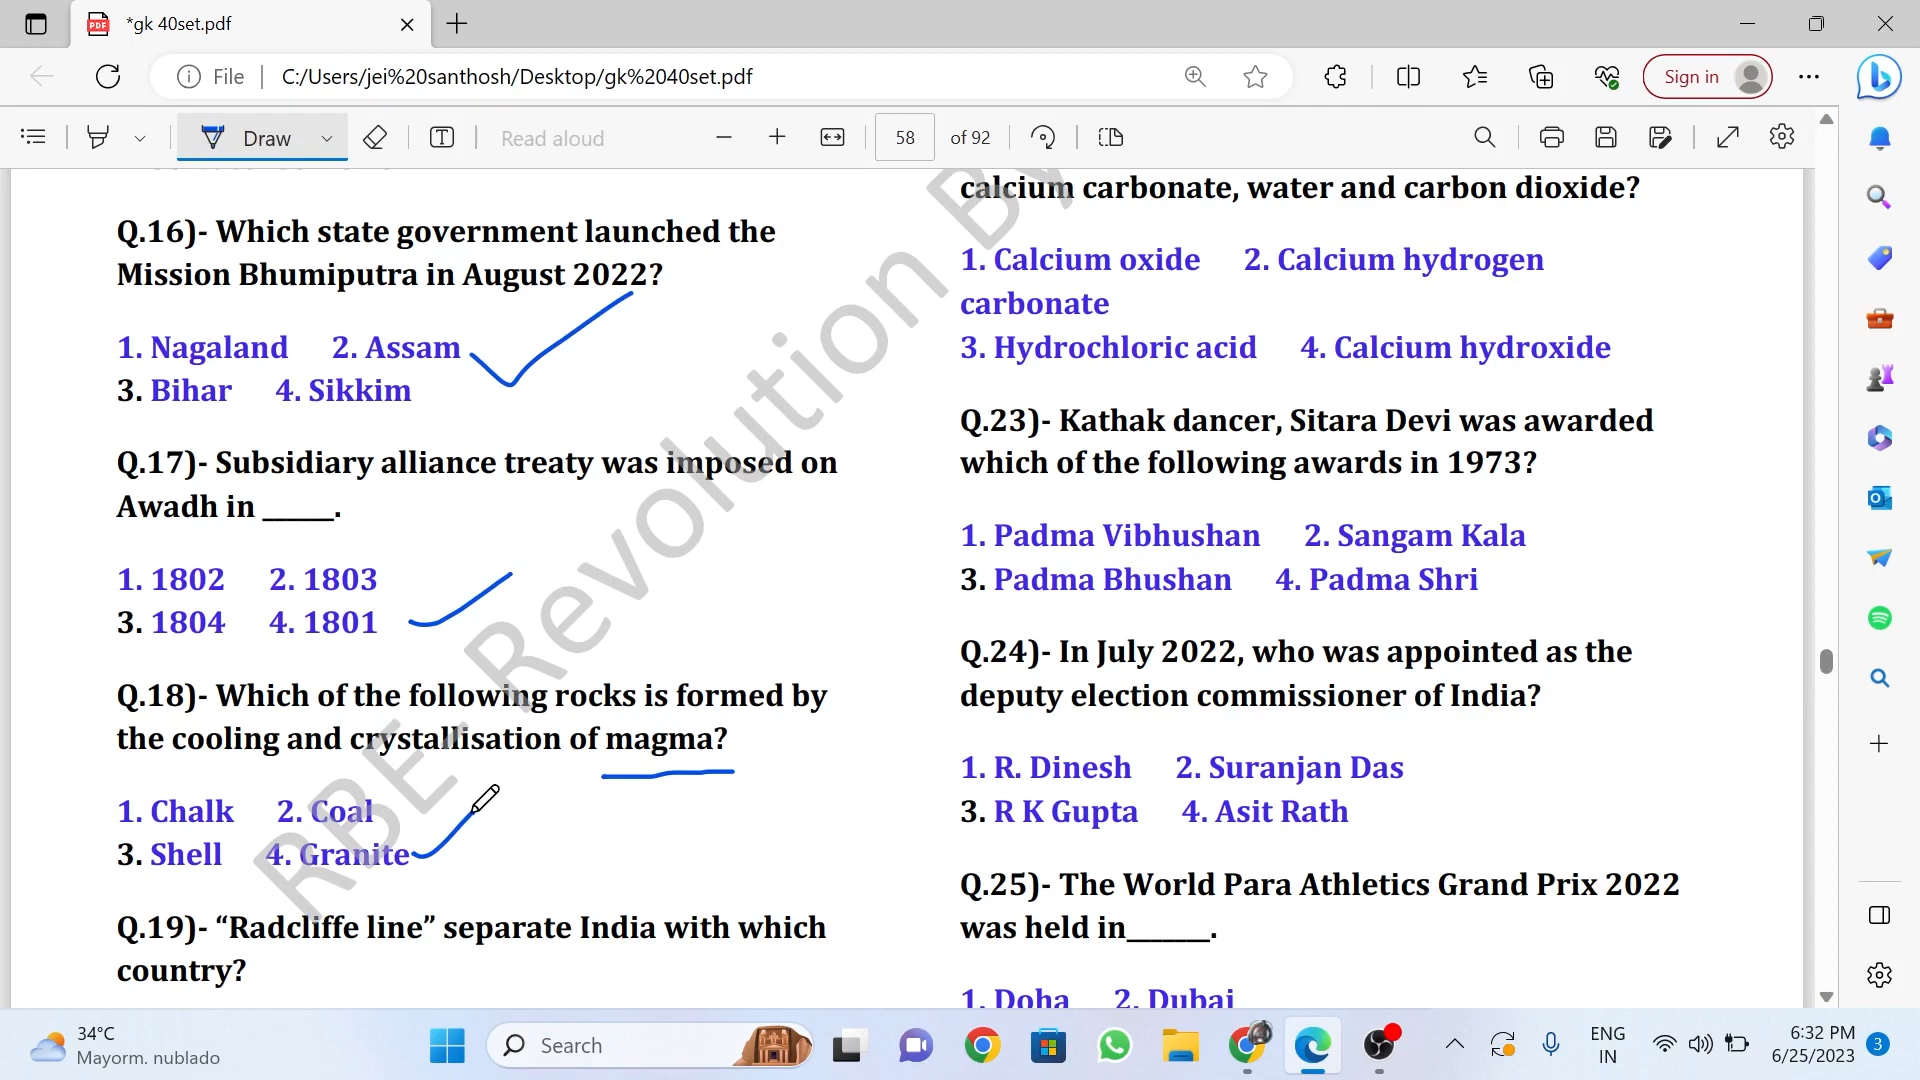 *gk 40set.pdf
File
C:/Users/jei%20santhosh/Desktop/gk%2040set.pdf
Sign in
Draw
Read aloud
58
of 92
Q.16)- Which state government launched the
Mission Bhumiputra in August 2022?
1. Nagaland 2. Assam
3. Bihar 4. Sikkim
Q.17)- Subsidiary alliance treaty was imposed on
Awadh in ______.
1. 1802 2. 1803
3. 1804 4. 1801
Q.18)- Which of the following rocks is formed by
the cooling and crystallisation of magma?
1. Chalk 2. Coal
3. Shell 4. Granite
Q.19)- “Radcliffe line” separate India with which
country?
calcium carbonate, water and carbon dioxide?
1. Calcium oxide 2. Calcium hydrogen
carbonate
3. Hydrochloric acid 4. Calcium hydroxide
Q.23)- Kathak dancer, Sitara Devi was awarded
which of the following awards in 1973?
1. Padma Vibhushan 2. Sangam Kala
3. Padma Bhushan 4. Padma Shri
Q.24)- In July 2022, who was appointed as the
deputy election commissioner of India?
1. R. Dinesh 2. Suranjan Das
3. R K Gupta 4. Asit Rath
Q.25)- The World Para Athletics Grand Prix 2022
was held in_______.
1. Doha 2. Dubai
RBE- Revolution By
34°C
Mayorm. nublado
Search
ENG
IN
6:32 PM
6/25/2023
3